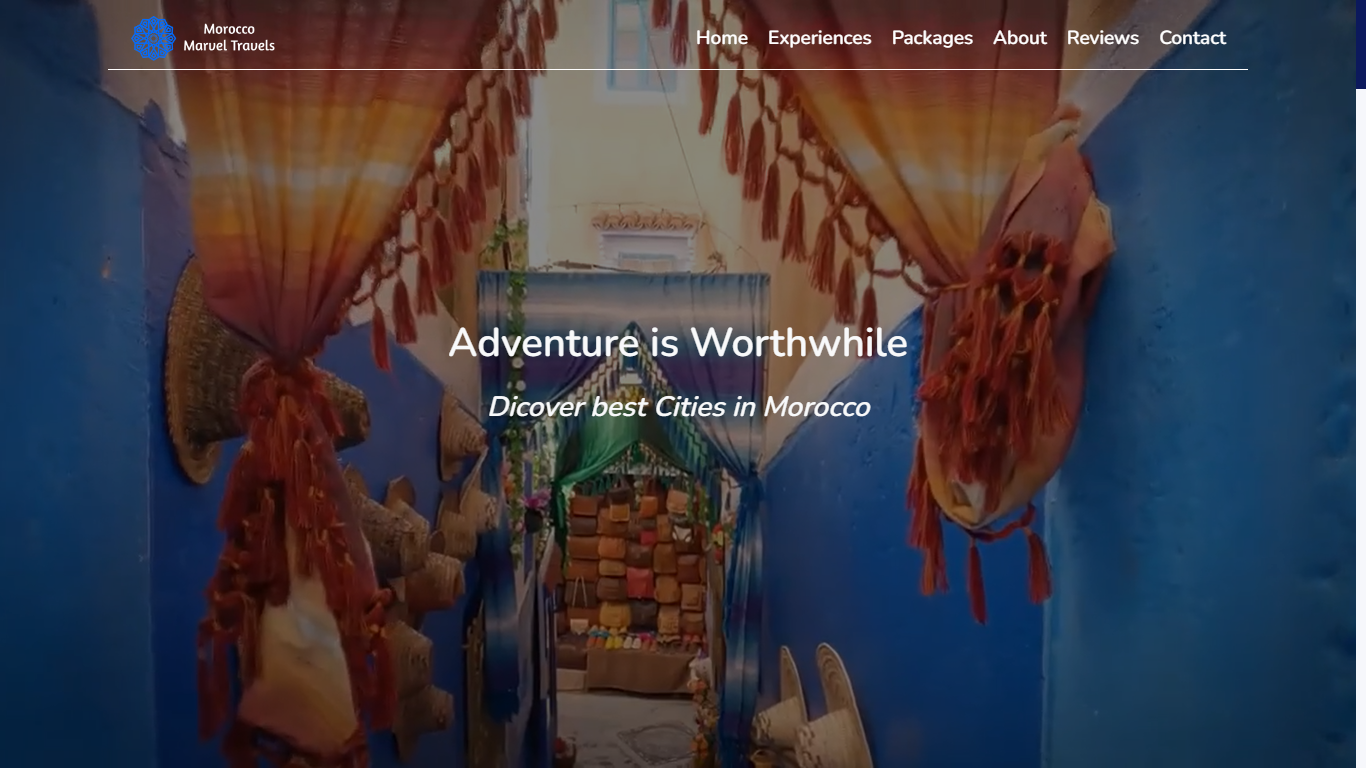 Morocco
Marvel Travels
Home Experiences Packages About Reviews Contact
Adventure is Worthwhile
Dicover best Cities in Morocco